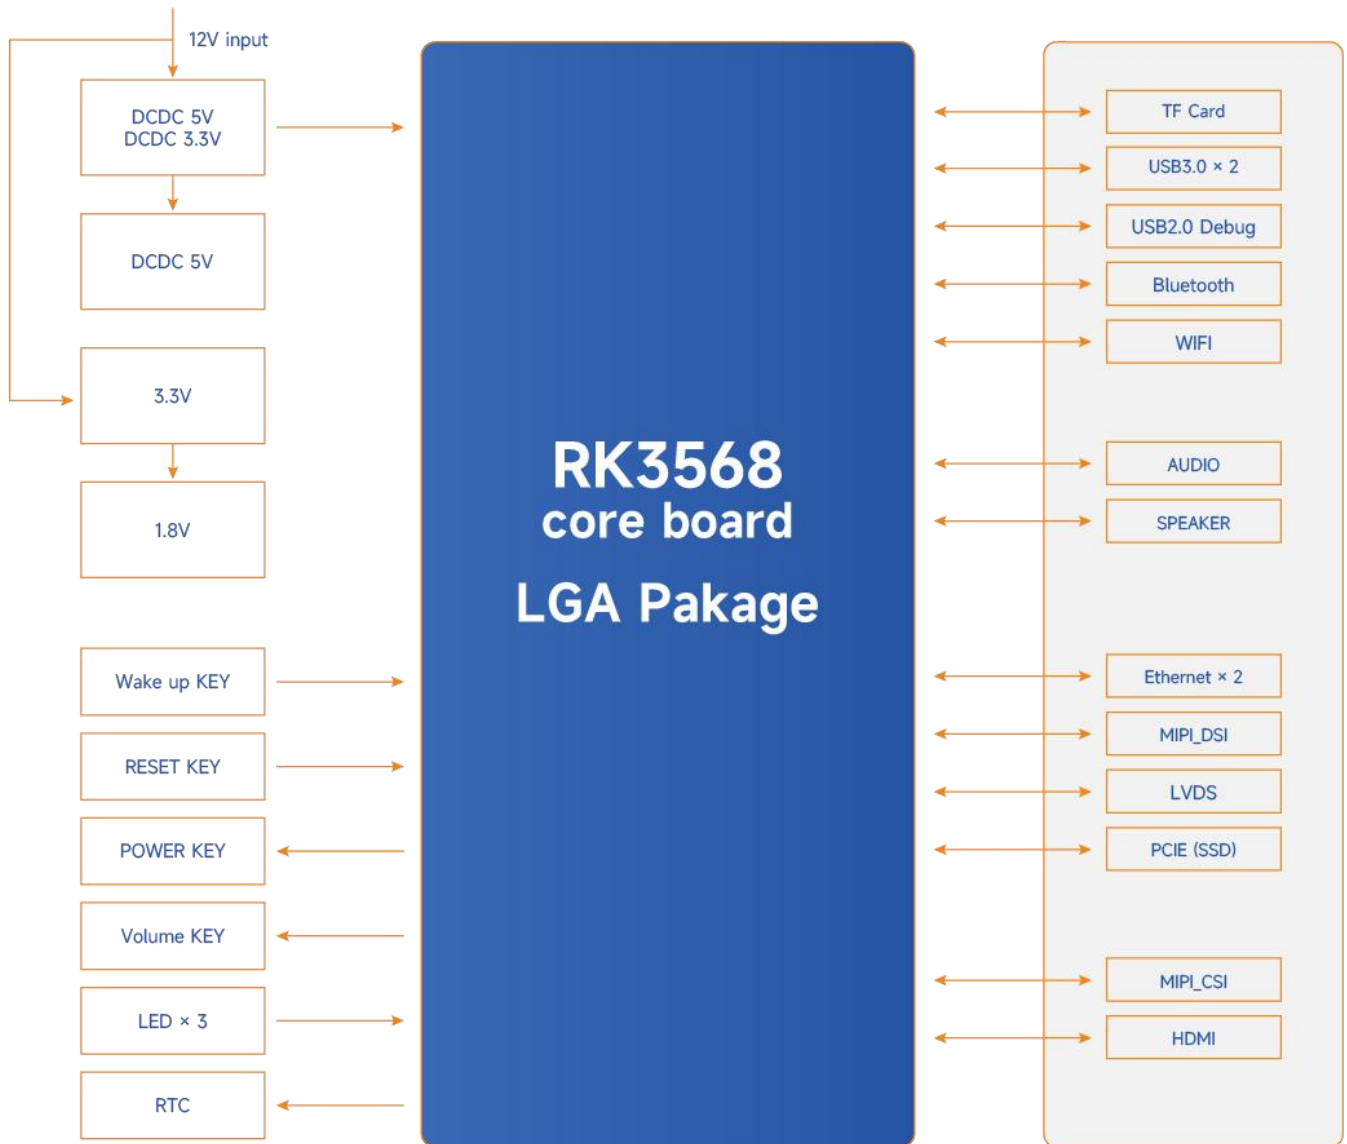 12V input
DCDC 5V
DCDC 3.3V
DCDC 5V
3.3V
1.8V
Wake up KEY
RESET KEY
POWER KEY
Volume KEY
LED × 3
RTC
RK3568
core board
LGA Pakage
TF Card
USB3.0 × 2
USB2.0 Debug
Bluetooth
WIFI
AUDIO
SPEAKER
Ethernet × 2
MIPI_DSI
LVDS
PCIE (SSD)
MIPI_CSI
HDMI